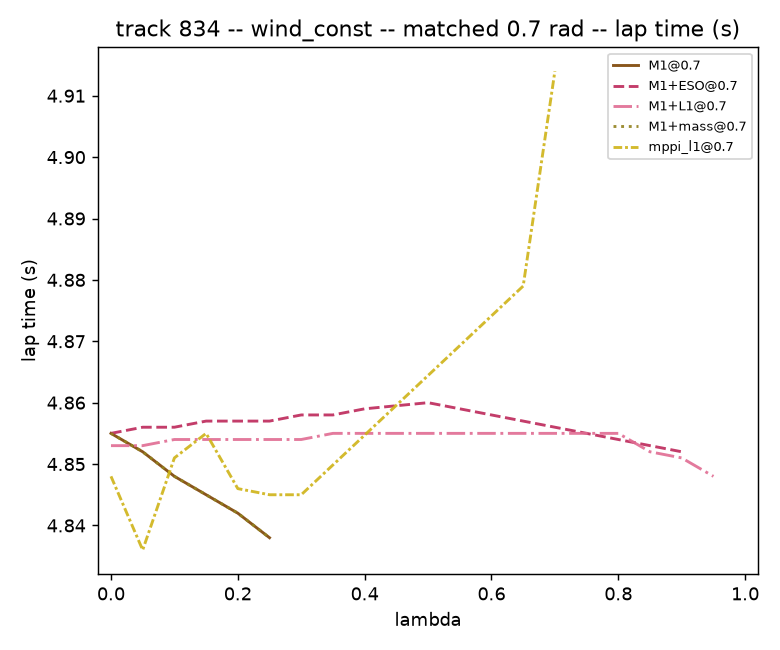 track 834 -- wind_const -- matched 0.7 rad -- lap time (s)
M1@0.7
M1+ESO@0.7
M1+L1@0.7
M1+mass@0.7
mppi_l1@0.7
lap time (s)
4.91
4.90
4.89
4.88
4.87
4.86
4.85
4.84
0.0 0.2 0.4 0.6 0.8 1.0
lambda